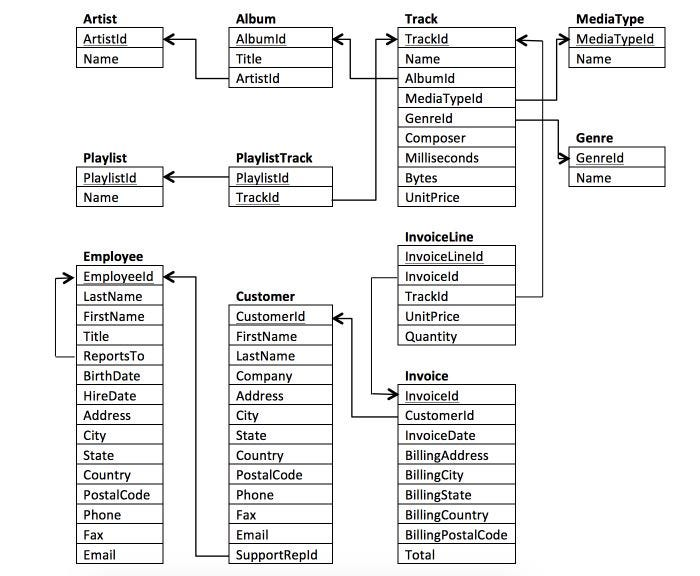 Artist
ArtistId
Name
Album
AlbumId
Title
ArtistId
Track
TrackId
Name
AlbumId
MediaTypeId
GenreId
Composer
Milliseconds
Bytes
UnitPrice
MediaType
MediaTypeId
Name
Genre
GenreId
Name
Playlist
PlaylistId
Name
PlaylistTrack
PlaylistId
TrackId
InvoiceLine
InvoiceLineId
InvoiceId
TrackId
UnitPrice
Quantity
Employee
EmployeeId
LastName
FirstName
Title
ReportsTo
BirthDate
HireDate
Address
City
State
Country
PostalCode
Phone
Fax
Email
Customer
CustomerId
FirstName
LastName
Company
Address
City
State
Country
PostalCode
Phone
Fax
Email
SupportRepId
Invoice
InvoiceId
CustomerId
InvoiceDate
BillingAddress
BillingCity
BillingState
BillingCountry
BillingPostalCode
Total